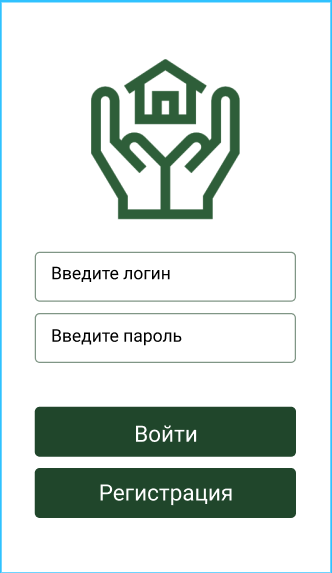 Введите логин
Введите пароль
Войти
Регистрация